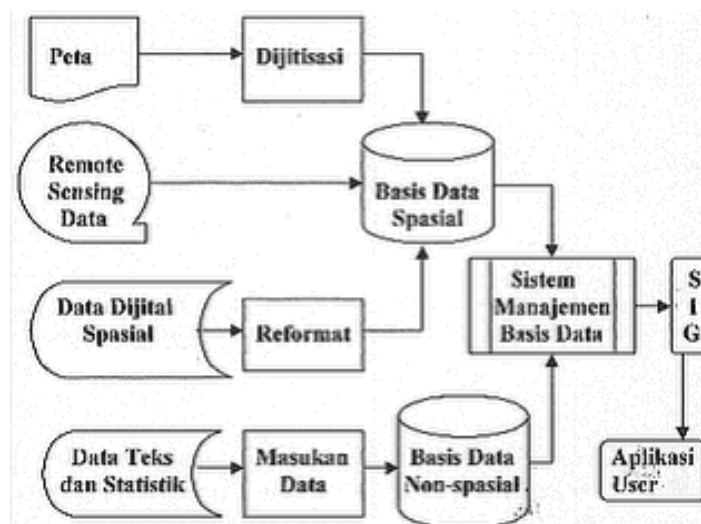 Peta
Dijitisasi
Remote
Sensing
Data
Basis Data
Spasial
Data Dijital
Spasial
Reformat
Sistem
Manajemen
Basis Data
S
I
G
Data Teks
dan Statistik
Masukan
Data
Basis Data
Non-spasial
Aplikasi
User